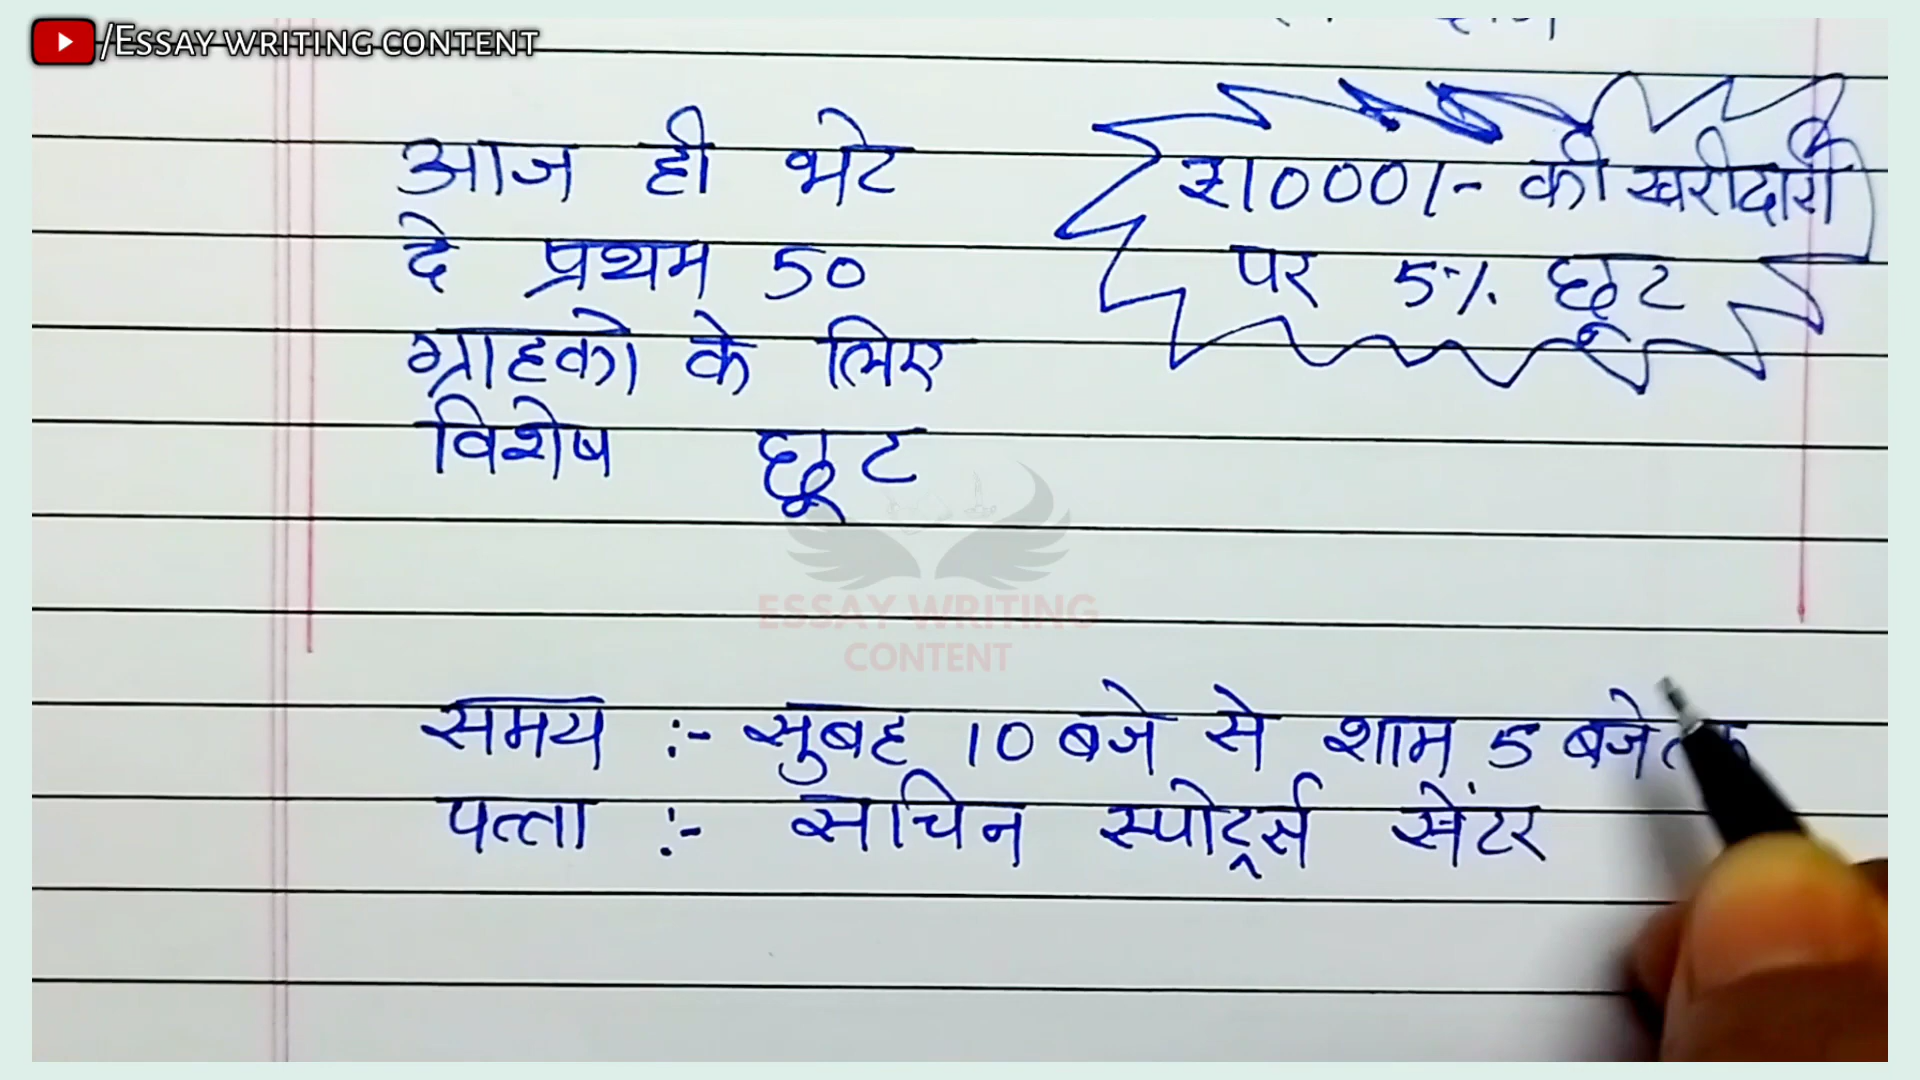 /ESSAY WRITING CONTENT
आज ही भेट
दे प्रथम 50
ग्राहको के लिए
विशेष छूट
₹1000/- की खरीदारी
पर 5% छूट
ESSAY WRITING
CONTENT
समय :- सुबह 10 बजे से शाम 5 बजे
पत्ता :- सचिन स्पोर्ट्स सेंटर